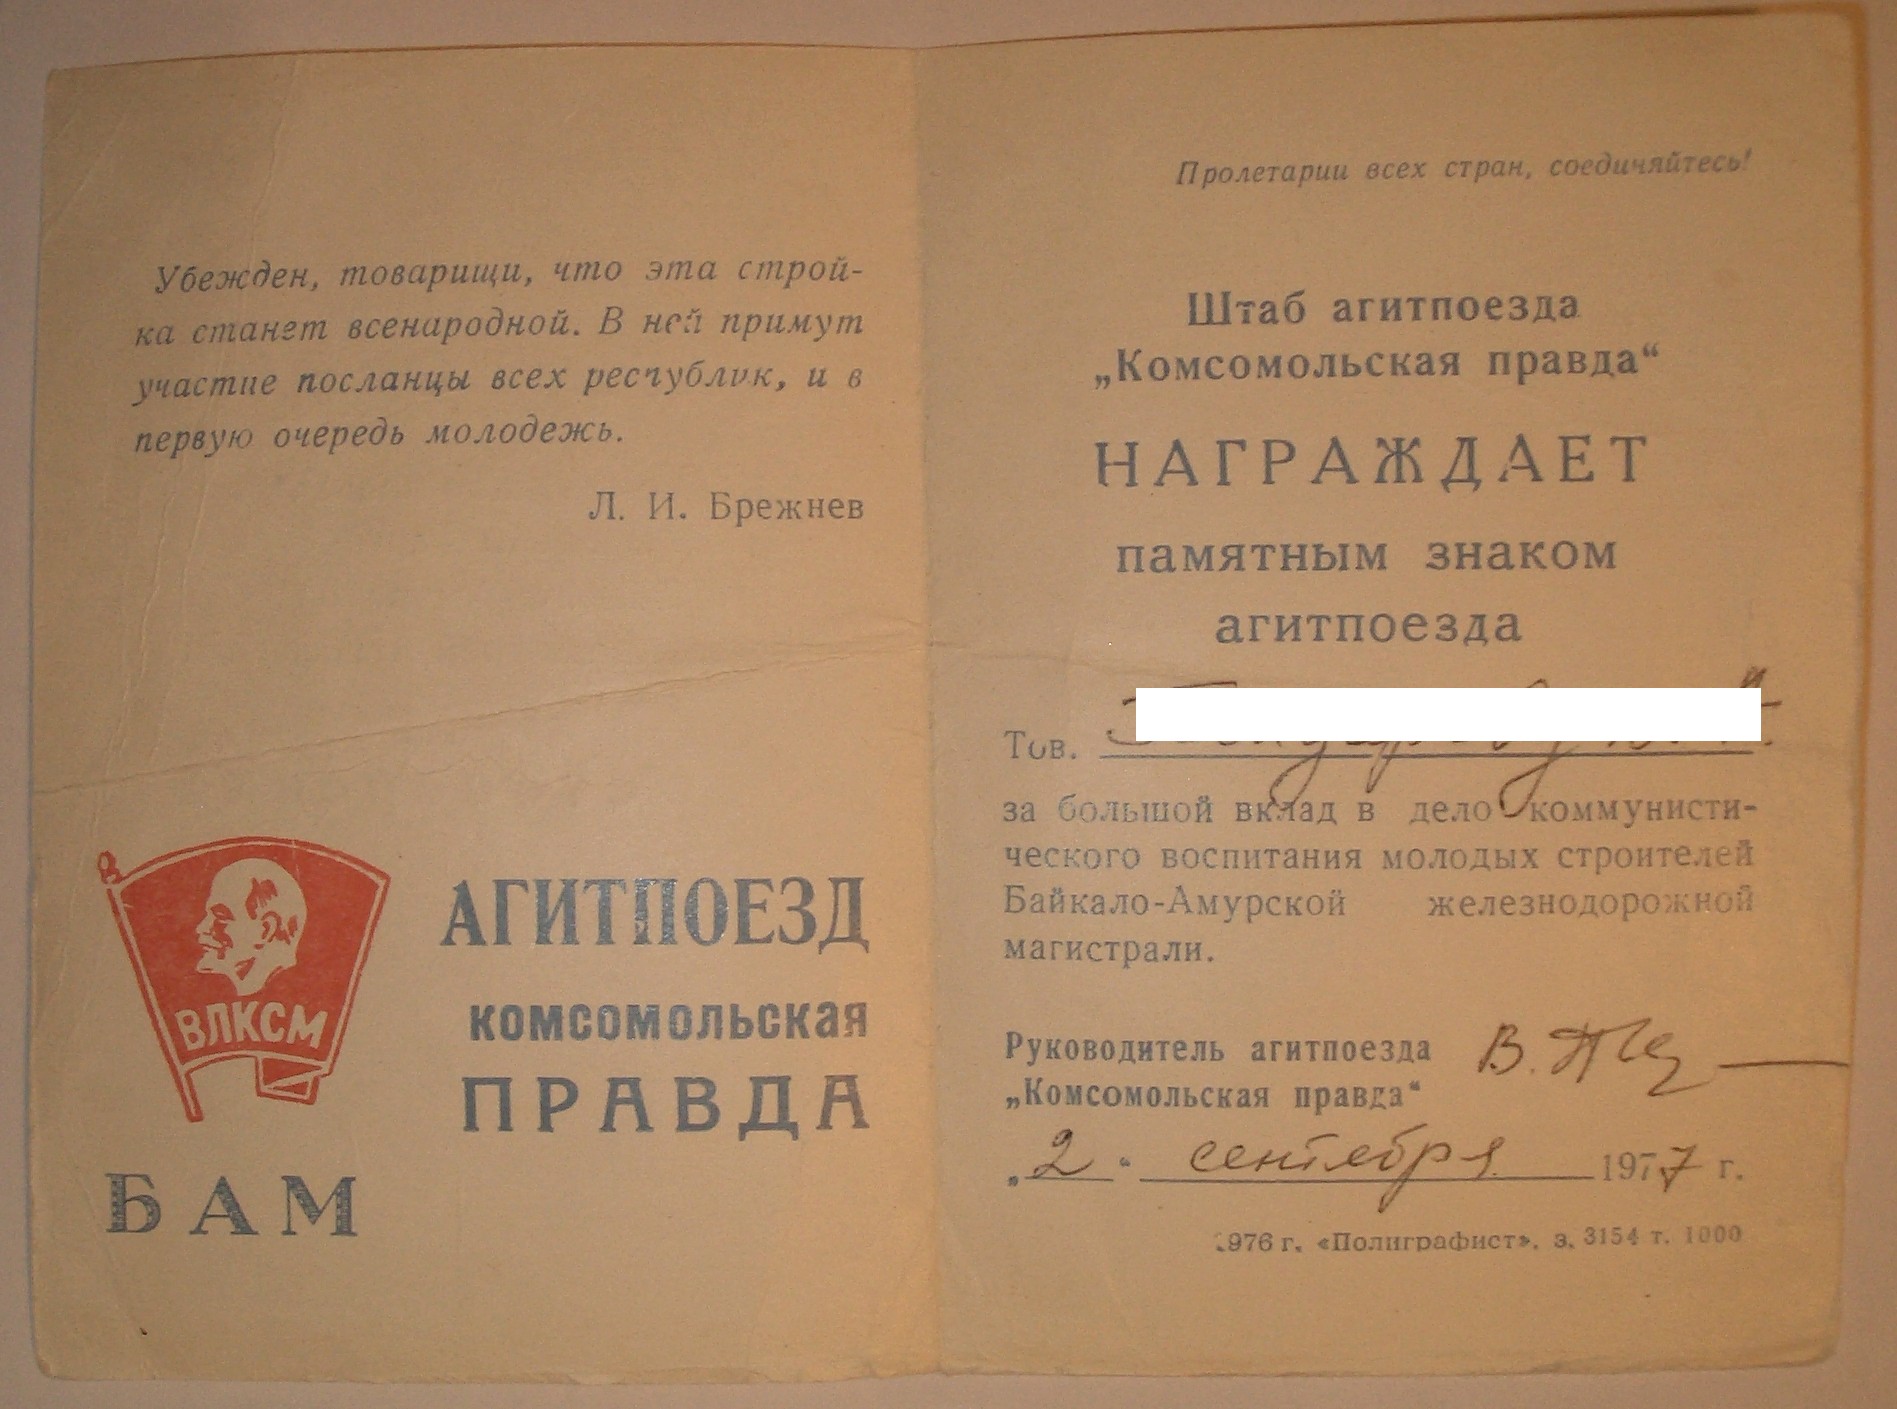 Убежден, товарищи, что эта строй-
ка станет всенародной. В ней примут
участие посланцы всех республик, и в
первую очередь молодежь.
Л. И. Брежнев
ВЛКСМ
БАМ
АГИТПОЕЗД
КОМСОМОЛЬСКАЯ
ПРАВДА
Пролетарии всех стран, соединяйтесь!
Штаб агитпоезда
„Комсомольская правда“
НАГРАЖДАЕТ
памятным знаком
агитпоезда
Тов.
за большой вклад в дело коммунисти-
ческого воспитания молодых строителей
Байкало-Амурской железнодорожной
магистрали.
Руководитель агитпоезда В.
„Комсомольская правда“
„2“ сентября 1977 г.
1976 г. «Полиграфист». з. 3154 т. 1000